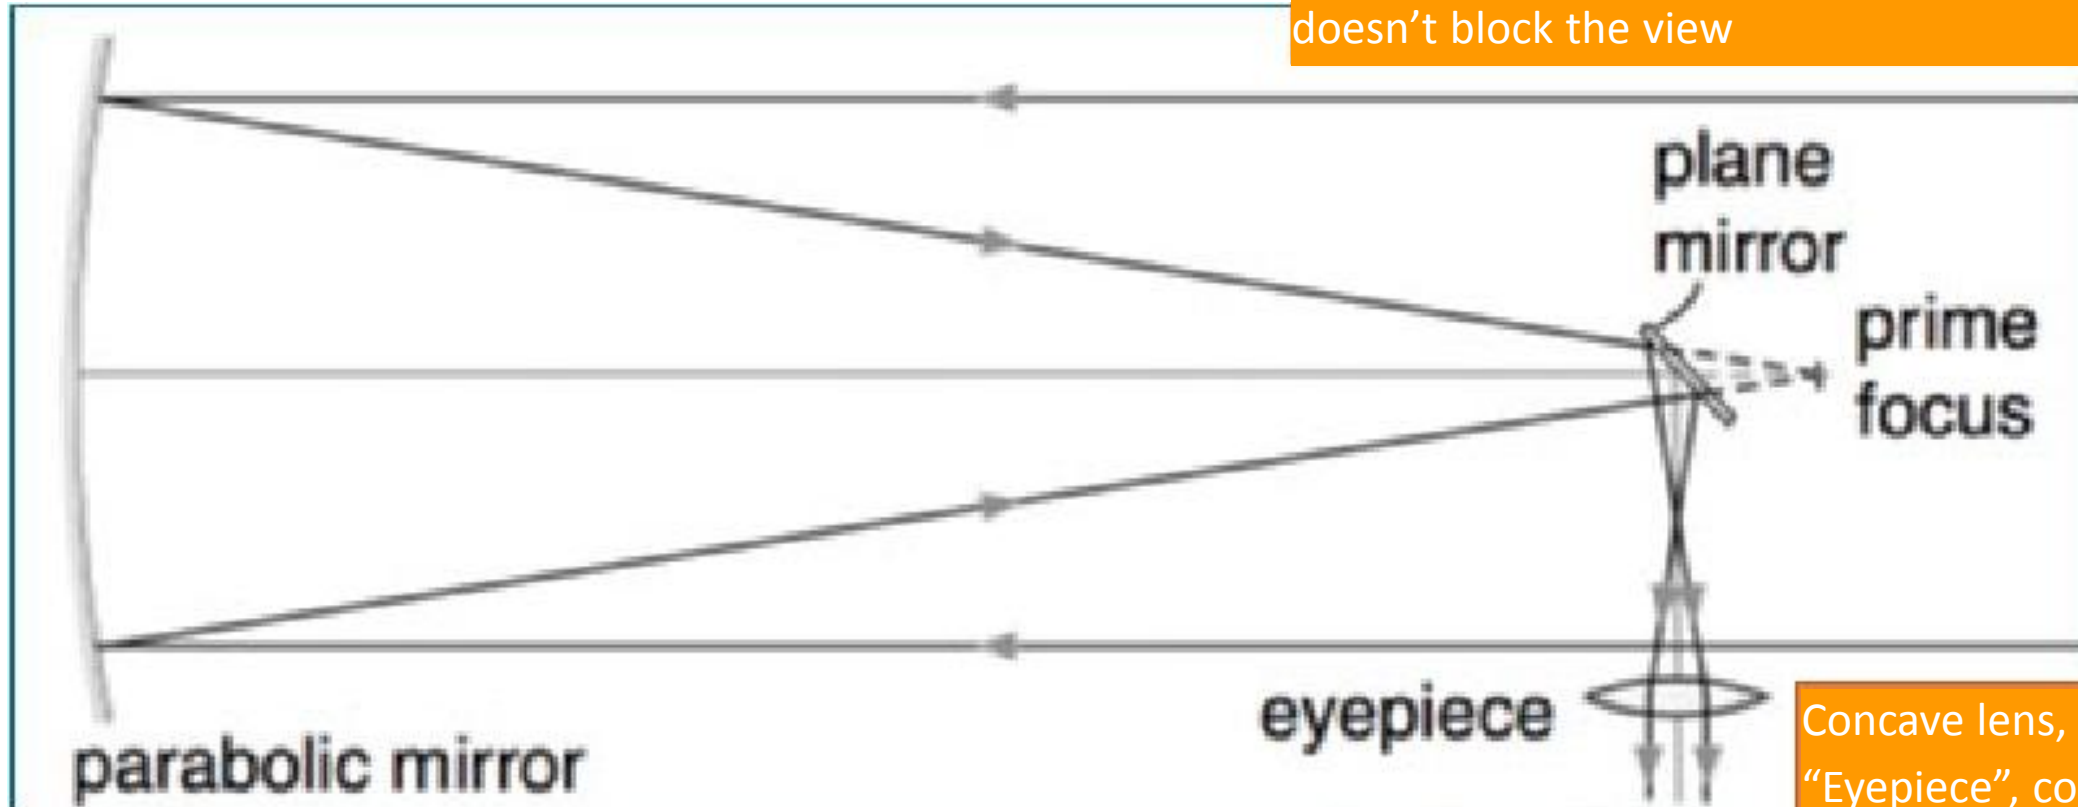 doesn't block the view
plane
mirror
prime
focus
eyepiece
parabolic mirror
Concave lens,
"Eyepiece", co